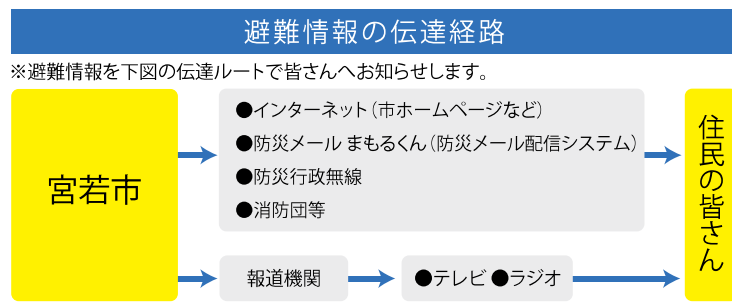 避難情報の伝達経路
※避難情報を下図の伝達ルートで皆さんへお知らせします。
宮若市
●インターネット（市ホームページなど）
●防災メール まもるくん（防災メール配信システム）
●防災行政無線
●消防団等
報道機関
●テレビ ●ラジオ
住民の皆さん